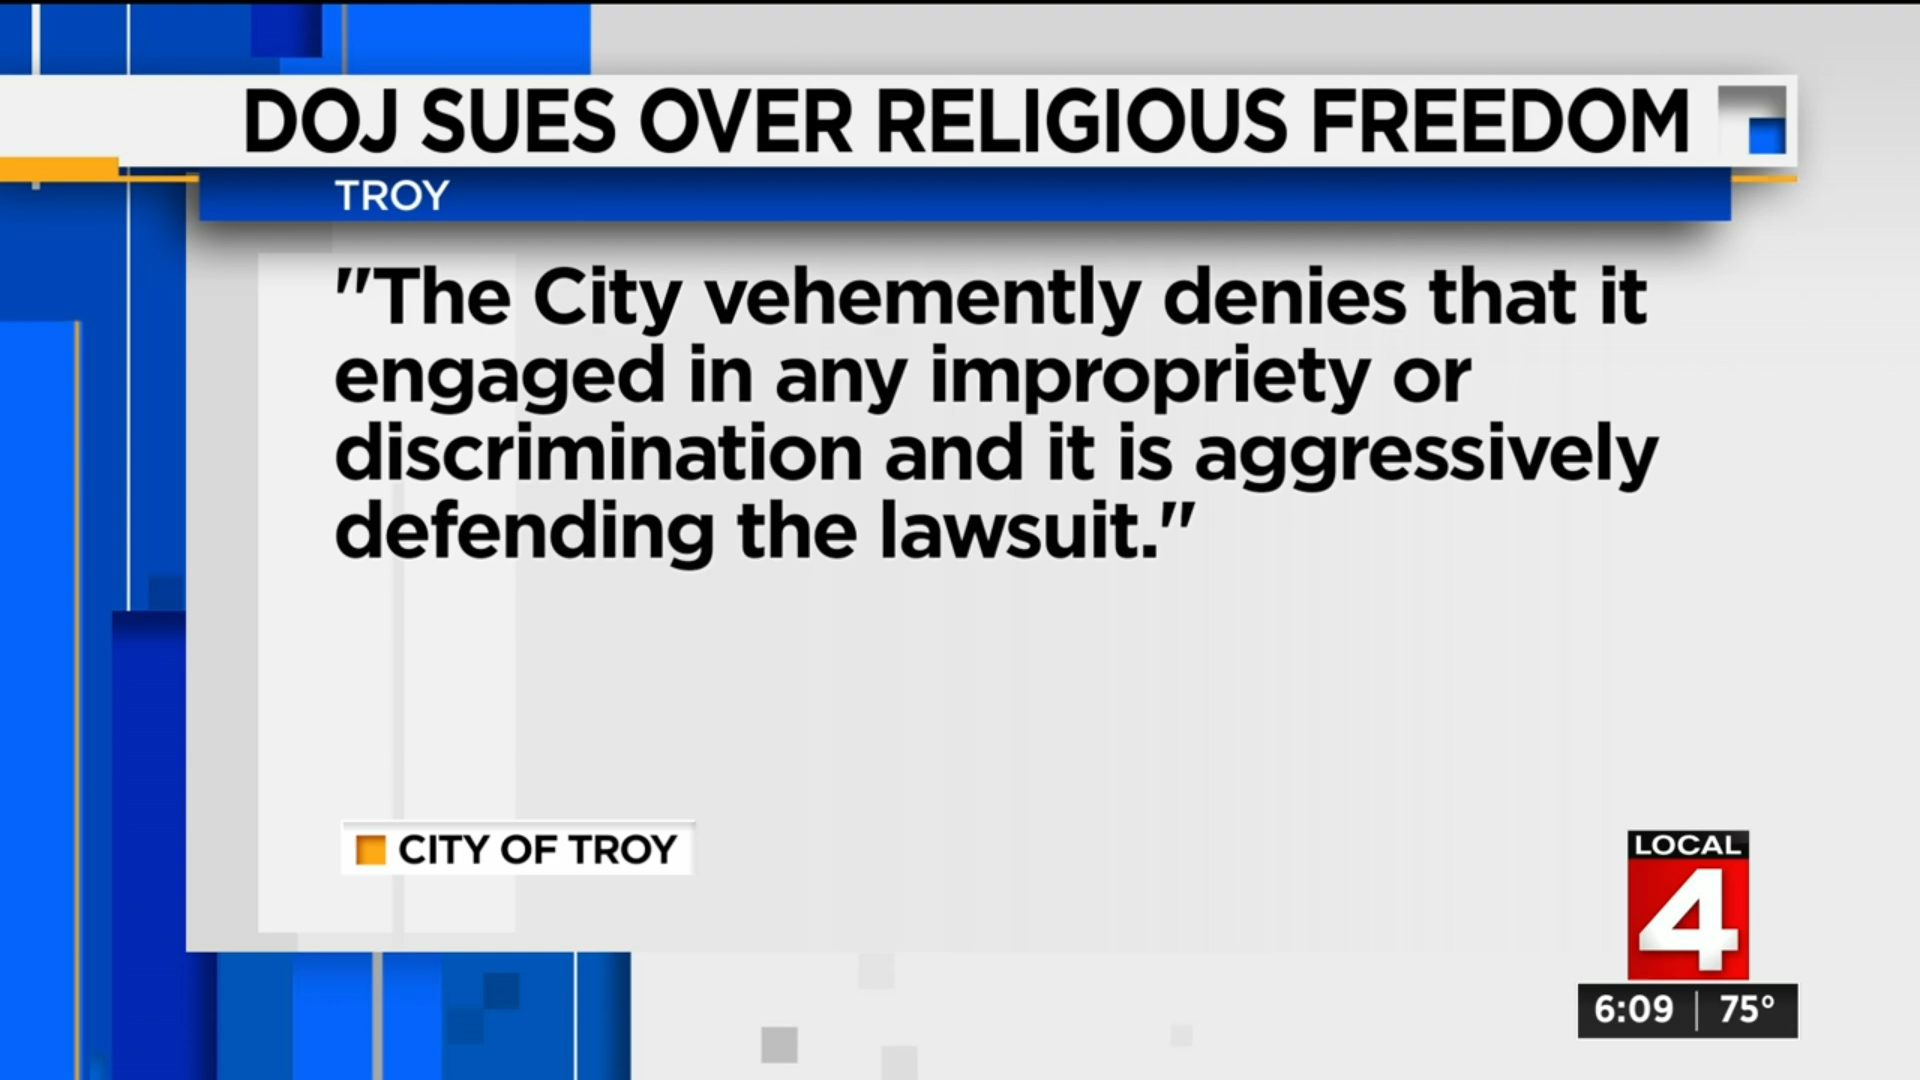 DOJ SUES OVER RELIGIOUS FREEDOM
TROY
"The City vehemently denies that it
engaged in any impropriety or
discrimination and it is aggressively
defending the lawsuit."
CITY OF TROY
LOCAL
4
6:09 75°